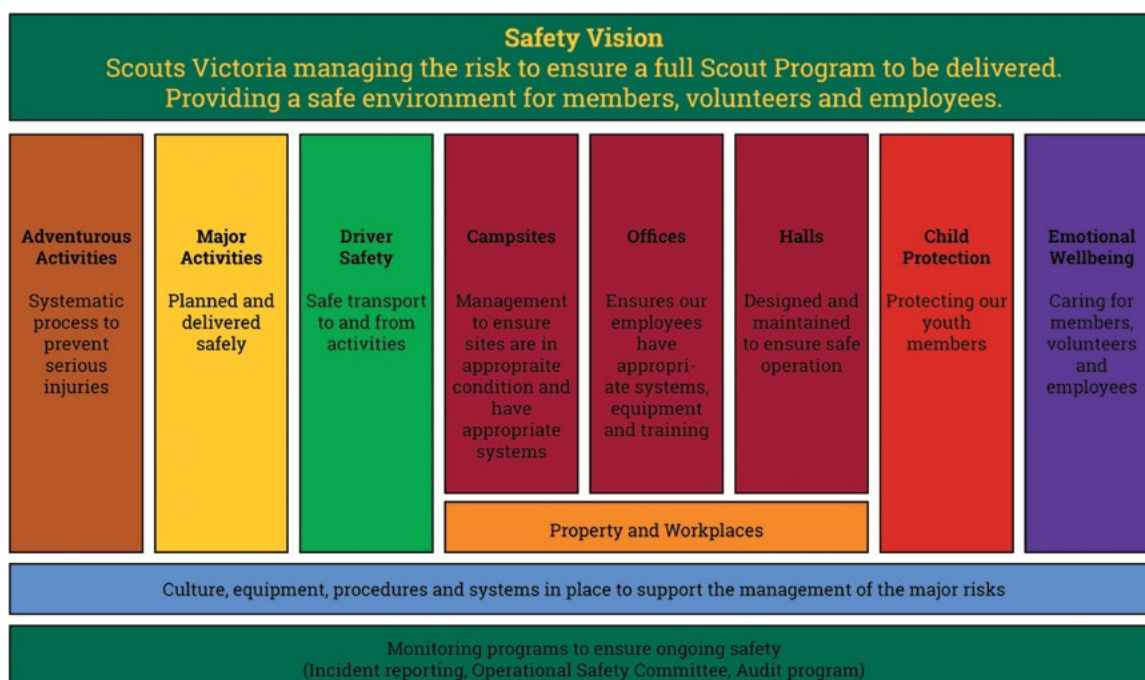 Safety Vision
Scouts Victoria managing the risk to ensure a full Scout Program to be delivered.
Providing a safe environment for members, volunteers and employees.
Adventurous
Activities
Systematic
process to
prevent
serious
injuries
Major
Activities
Planned and
delivered
safely
Driver
Safety
Safe transport
to and from
activities
Campsites
Management
to ensure
sites are in
appropraite
condition and
have
appropriate
systems
Offices
Ensures our
employees
have
appropri-
ate systems,
equipment
and training
Halls
Designed and
maintained
to ensure safe
operation
Property and Workplaces
Child
Protection
Protecting our
youth
members
Emotional
Wellbeing
Caring for
members,
volunteers
and
employees
Culture, equipment, procedures and systems in place to support the management of the major risks
Monitoring programs to ensure ongoing safety
(Incident reporting, Operational Safety Committee, Audit program)